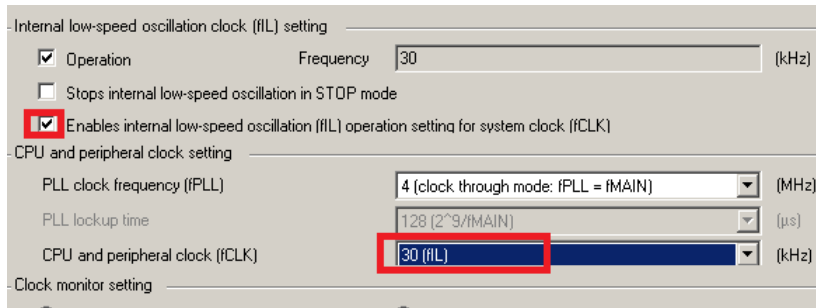 Internal low-speed oscillation clock (fIL) setting
Operation Frequency 30 (kHz)
Stops internal low-speed oscillation in STOP mode
Enables internal low-speed oscillation (fIL) operation setting for system clock (fCLK)
CPU and peripheral clock setting
PLL clock frequency (fPLL) 4 (clock through mode: fPLL = fMAIN) (MHz)
PLL lockup time 128 (2^9/fMAIN) (µs)
CPU and peripheral clock (fCLK) 30 (fIL) (kHz)
Clock monitor setting